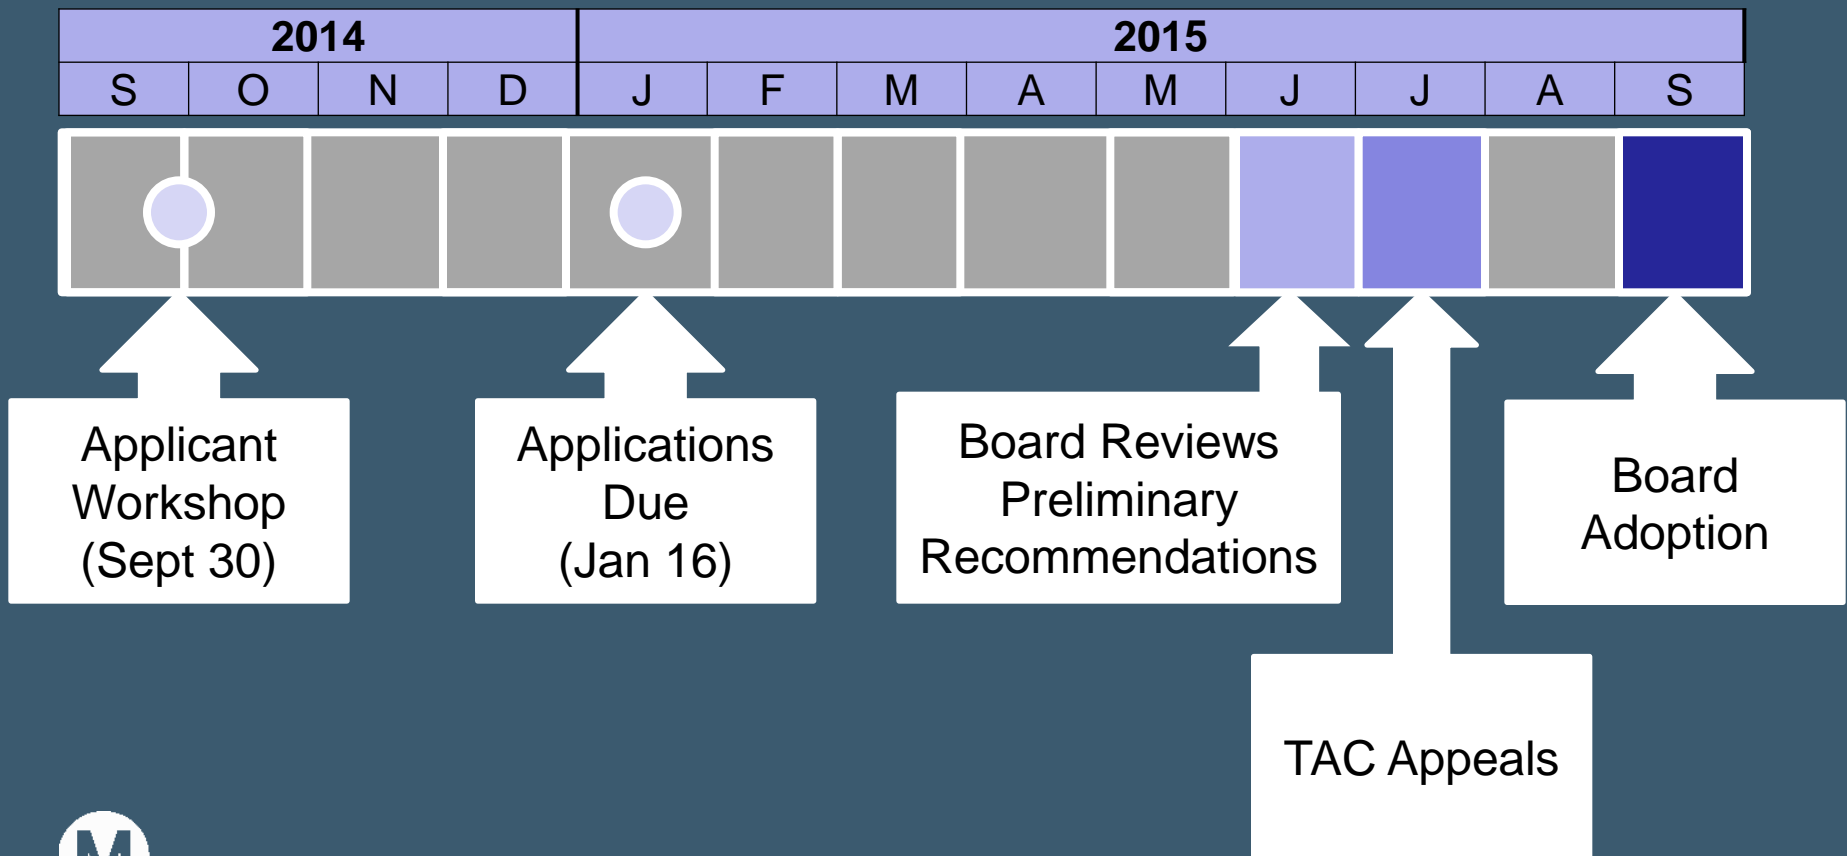 2014 2015
S O N D J F M A M J J A S
Applicant
Workshop
(Sept 30)
Applications
Due
(Jan 16)
Board Reviews
Preliminary
Recommendations
Board
Adoption
TAC Appeals
M